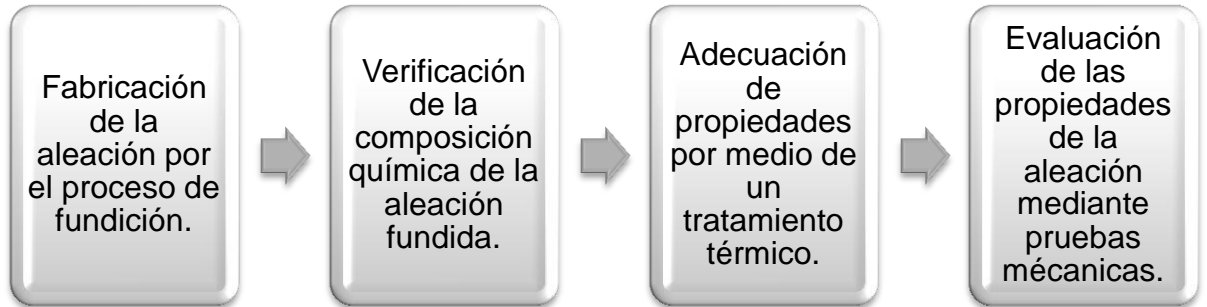 Fabricación
de la
aleación por
el proceso de
fundición.
Verificación
de la
composición
química de la
aleación
fundida.
Adecuación
de
propiedades
por medio de
un
tratamiento
térmico.
Evaluación
de las
propiedades
de la
aleación
mediante
pruebas
mécanicas.